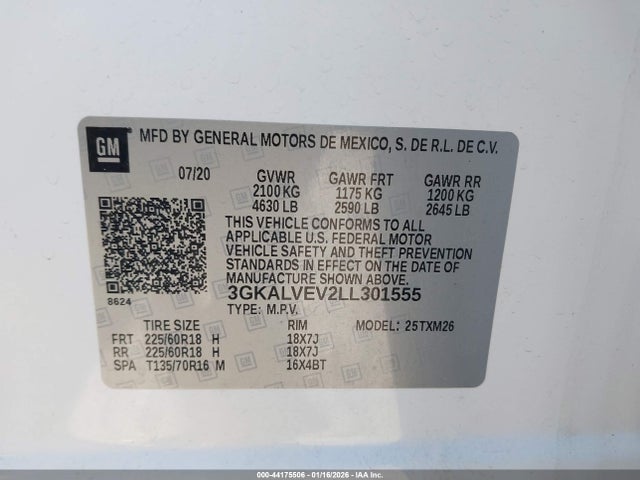 GM
MFD BY GENERAL MOTORS DE MEXICO, S. DE R.L. DE C.V.
07/20 GVWR GAWR FRT GAWR RR
2100 KG 1175 KG 1200 KG
4630 LB 2590 LB 2645 LB
THIS VEHICLE CONFORMS TO ALL
APPLICABLE U.S. FEDERAL MOTOR
VEHICLE SAFETY, BUMPER, AND THEFT
PREVENTION STANDARDS IN
EFFECT ON THE DATE OF
MANUFACTURE SHOWN ABOVE.
8624
3GKALVEV2LL301555
TYPE: M.P.V.
TIRE SIZE RIM MODEL: 25TXM26
FRT 225/60R18 H 18X7J
RR 225/60R18 H 18X7J
SPA T135/70R16 M 16X4BT
000-44175506 - 01/16/2026 - IAAI.COM